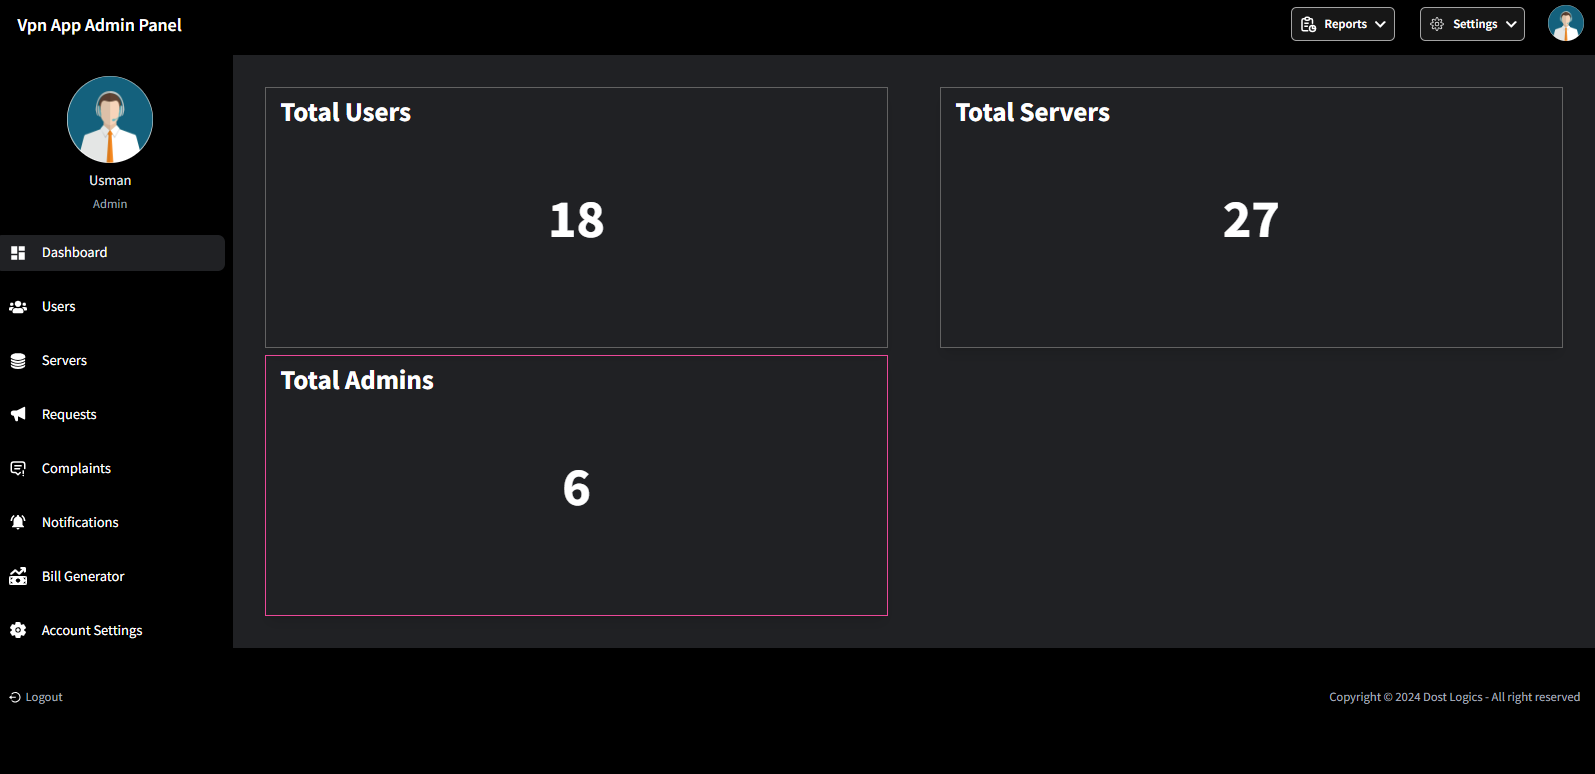 Vpn App Admin Panel
Reports
Settings
Usman
Admin
Dashboard
Users
Servers
Requests
Complaints
Notifications
Bill Generator
Account Settings
Logout
Total Users
18
Total Servers
27
Total Admins
6
Copyright © 2024 Dost Logics - All right reserved